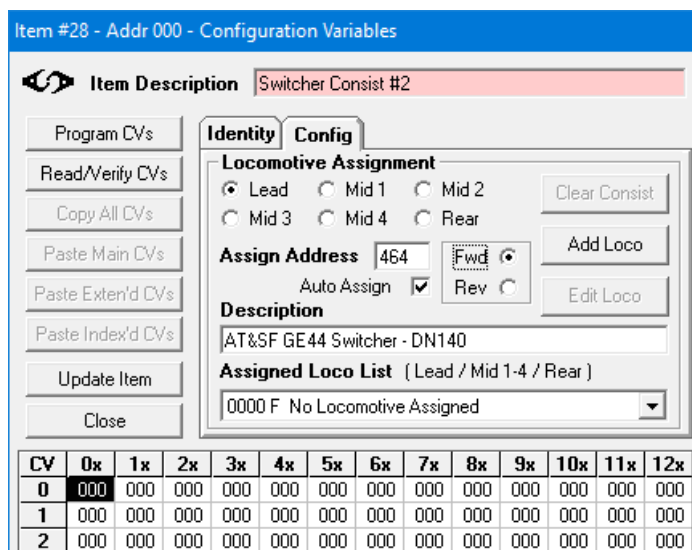 Item #28 - Addr 000 - Configuration Variables
Item Description Switcher Consist #2
Program CVs
Read/Verify CVs
Copy All CVs
Paste Main CVs
Paste Exten'd CVs
Paste Index'd CVs
Update Item
Close
Identity Config
Locomotive Assignment
Lead Mid 1 Mid 2
Mid 3 Mid 4 Rear
Clear Consist
Add Loco
Edit Loco
Assign Address 464 Fwd
Auto Assign Rev
Description
AT&SF GE44 Switcher - DN140
Assigned Loco List ( Lead / Mid 1-4 / Rear )
0000 F No Locomotive Assigned
CV 0x 1x 2x 3x 4x 5x 6x 7x 8x 9x 10x 11x 12x
0 000 000 000 000 000 000 000 000 000 000 000 000 000
1 000 000 000 000 000 000 000 000 000 000 000 000 000
2 000 000 000 000 000 000 000 000 000 000 000 000 000